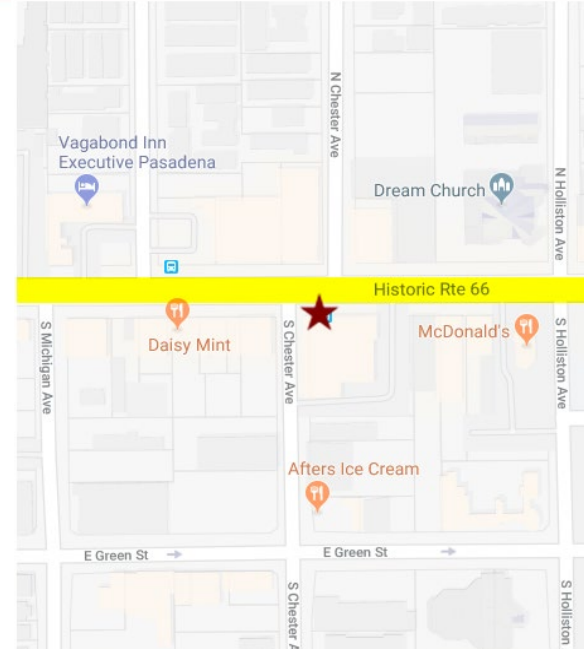 N Chester Ave
Vagabond Inn
Executive Pasadena
Dream Church
N Holliston Ave
Historic Rte 66
S Michigan Ave
Daisy Mint
S Chester Ave
McDonald's
S Holliston Ave
Afters Ice Cream
E Green St
E Green St
S Chester A
S Holliston